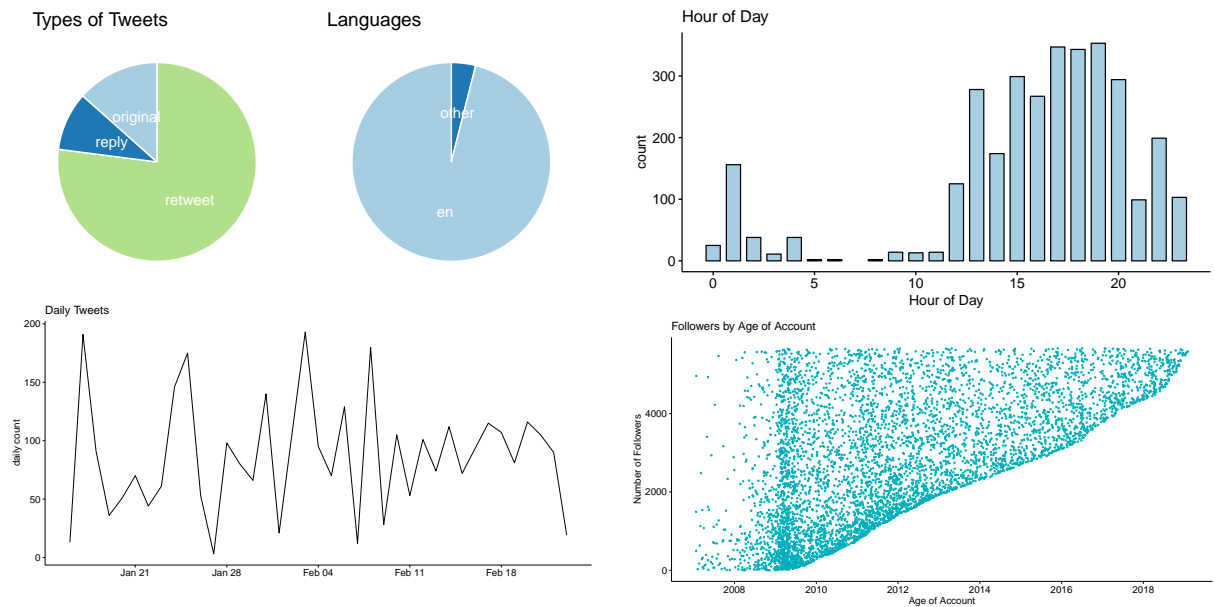 Types of Tweets
original
reply
retweet
Languages
other
en
Hour of Day
count
300
200
100
0
0 5 10 15 20
Hour of Day
Daily Tweets
daily count
200
150
100
50
0
Jan 21 Jan 28 Feb 04 Feb 11 Feb 18
Followers by Age of Account
Number of Followers
4000
2000
0
2008 2010 2012 2014 2016 2018
Age of Account